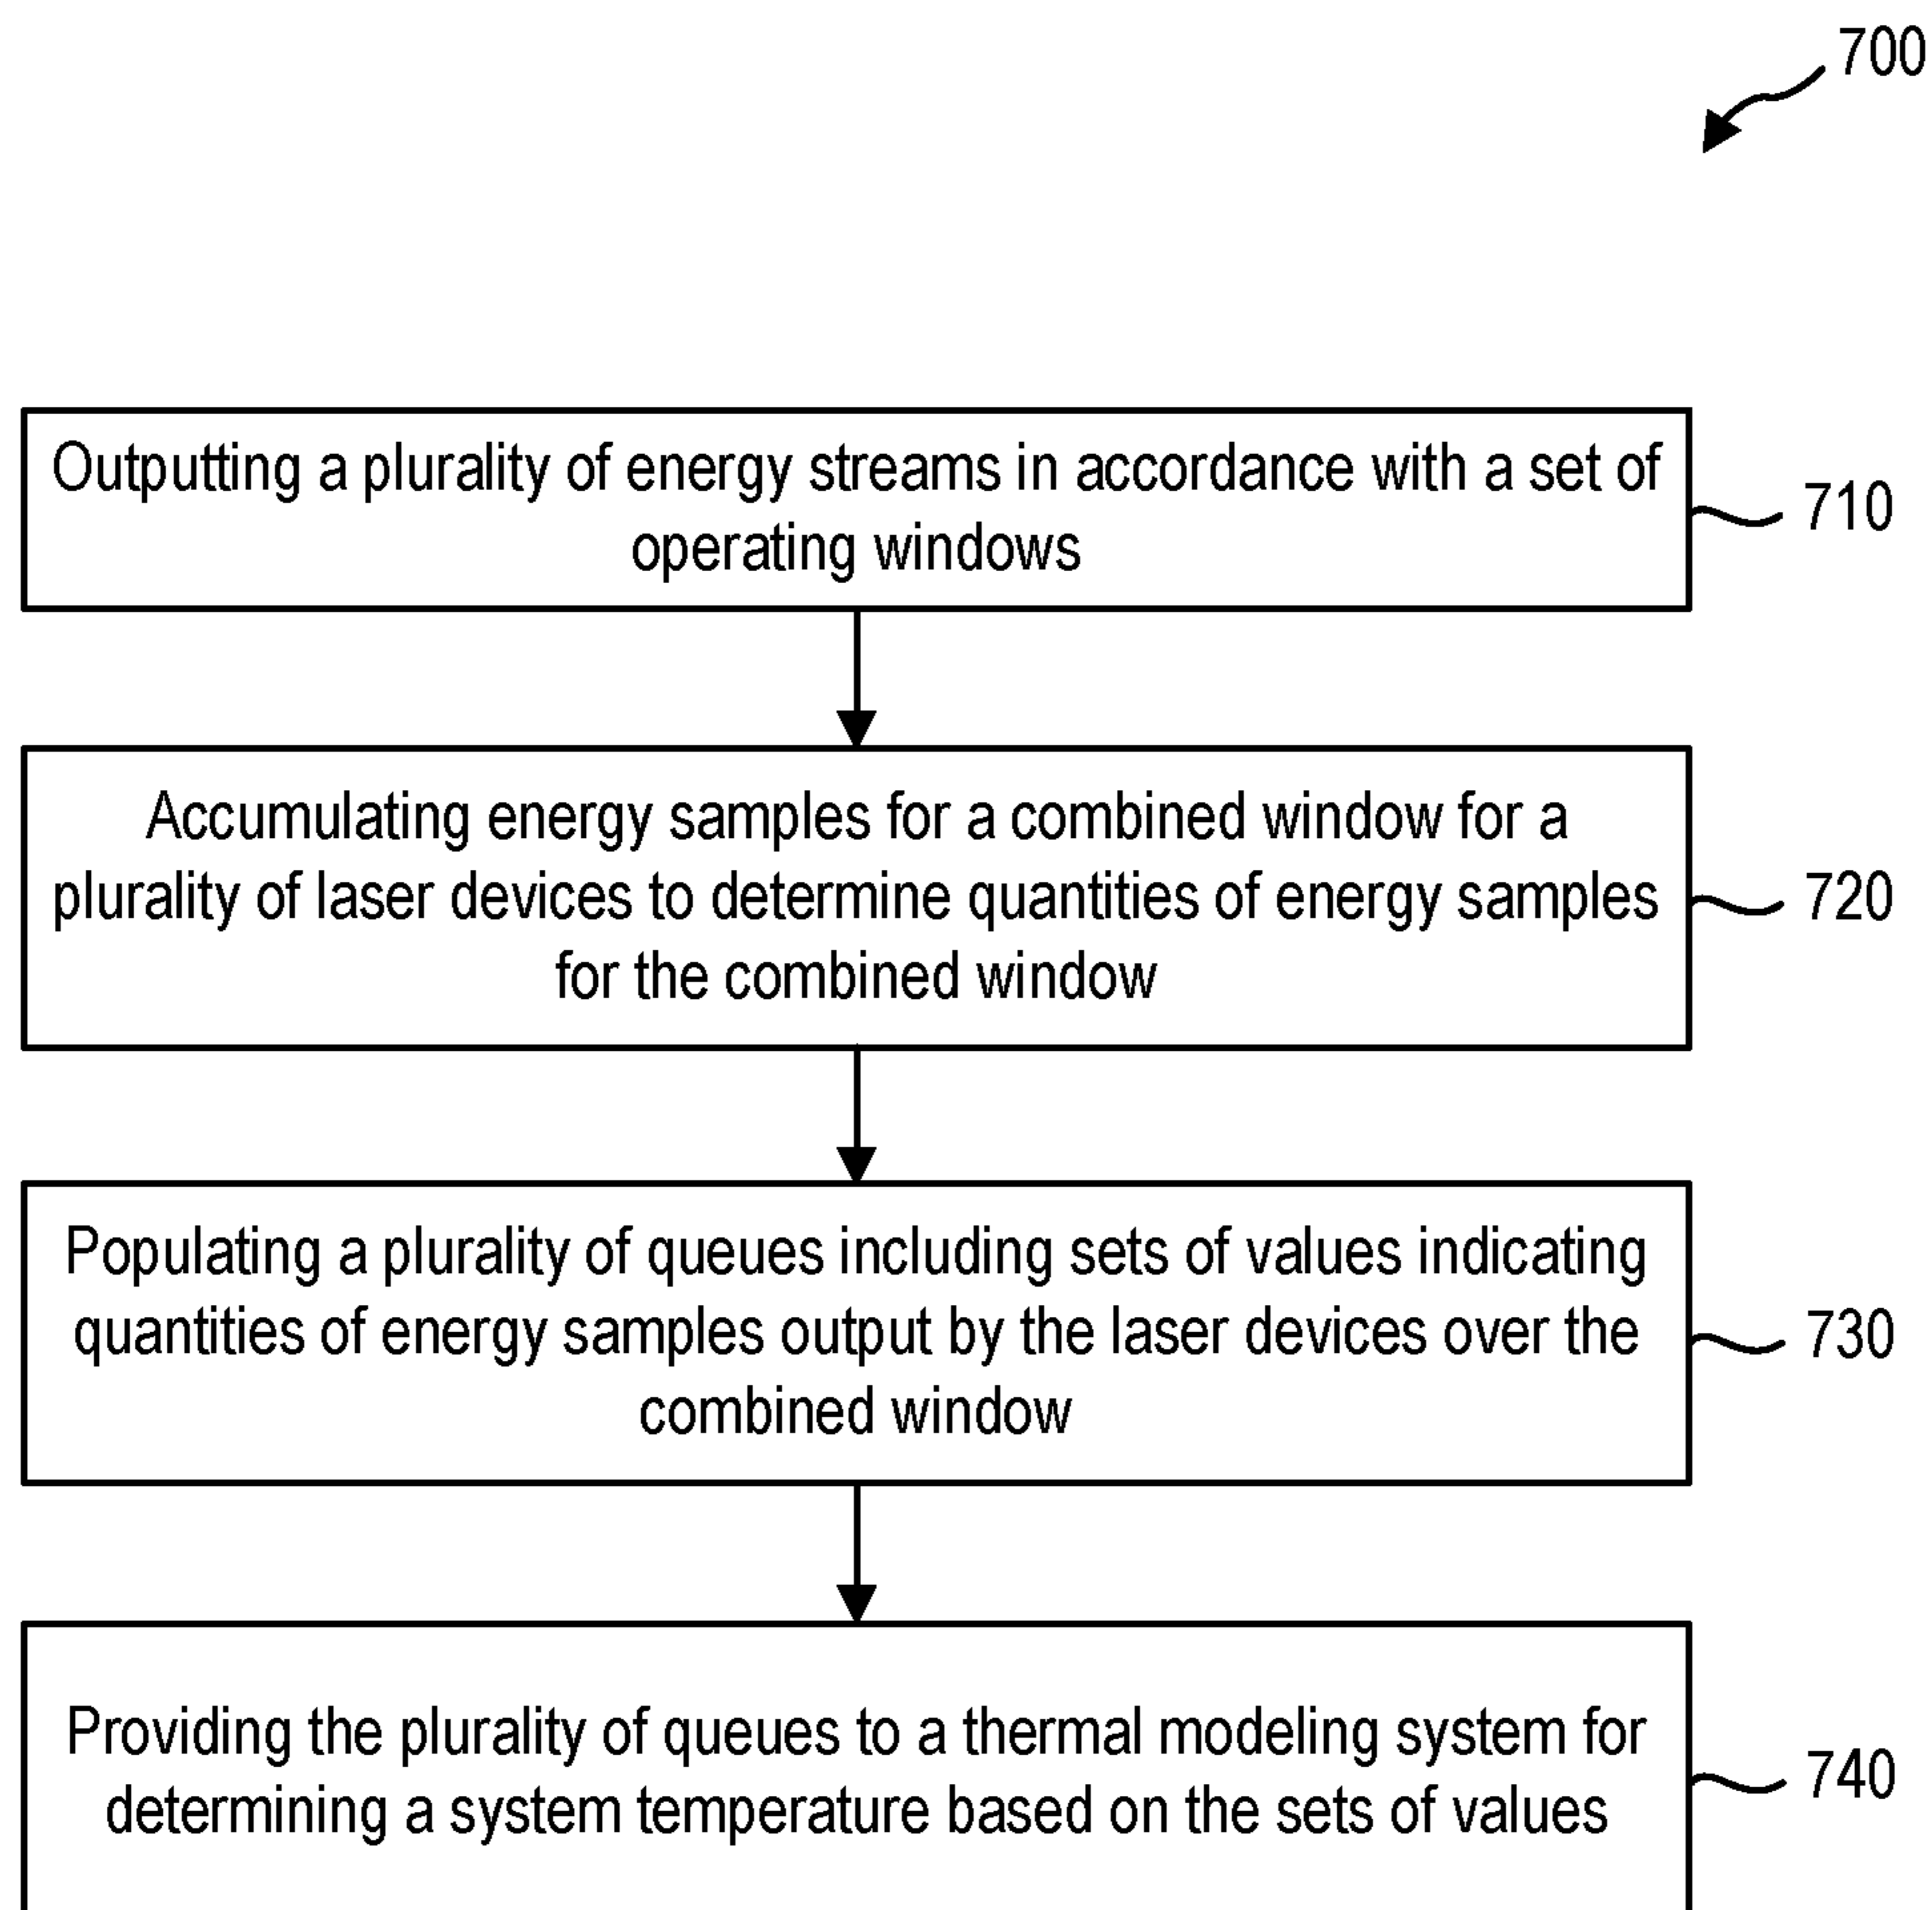 700
Outputting a plurality of energy streams in accordance with a set of
operating windows
710
Accumulating energy samples for a combined window for a
plurality of laser devices to determine quantities of energy samples
for the combined window
720
Populating a plurality of queues including sets of values indicating
quantities of energy samples output by the laser devices over the
combined window
730
Providing the plurality of queues to a thermal modeling system for
determining a system temperature based on the sets of values
740